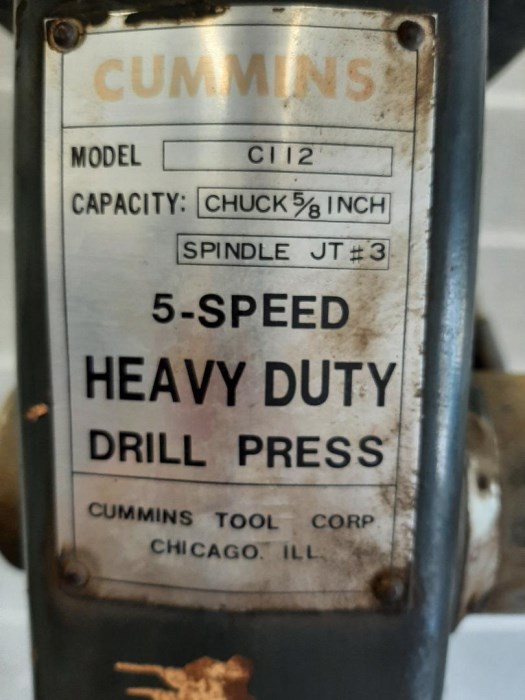 CUMMINS
MODEL C112
CAPACITY: CHUCK 5/8 INCH
SPINDLE JT #3
5-SPEED
HEAVY DUTY
DRILL PRESS
CUMMINS TOOL CORP
CHICAGO. ILL.